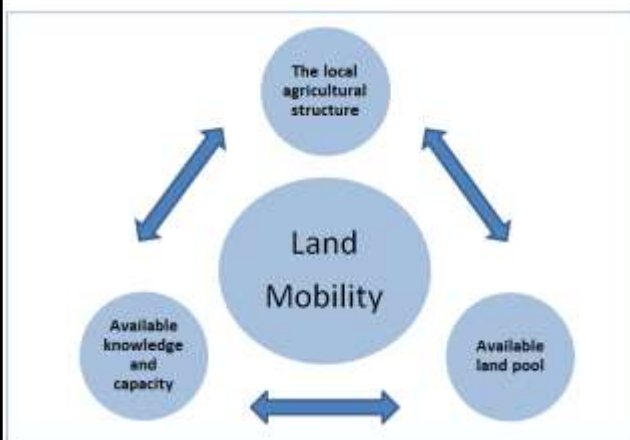 The local
agricultural
structure
Land
Mobility
Available
knowledge
and
capacity
Available
land pool